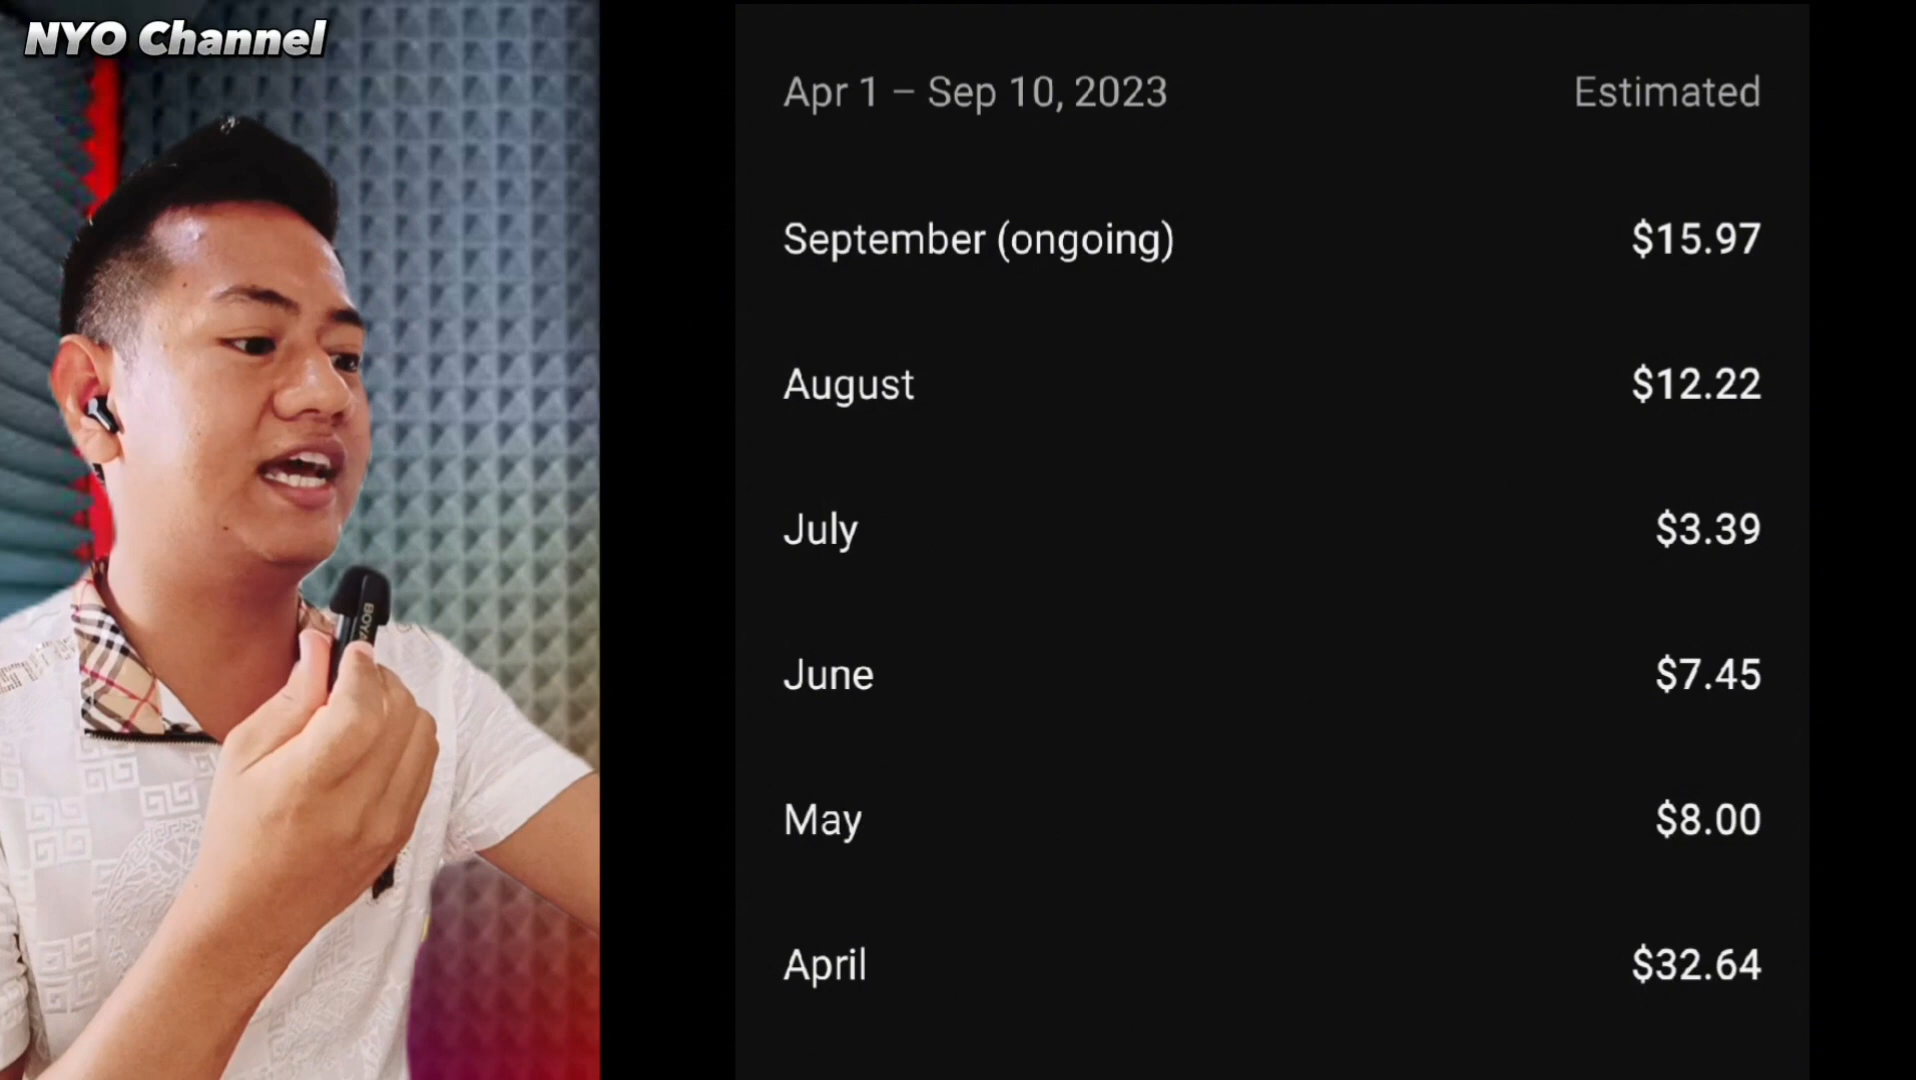 NYO Channel
Apr 1 – Sep 10, 2023 Estimated
September (ongoing) $15.97
August $12.22
July $3.39
June $7.45
May $8.00
April $32.64
BOYA